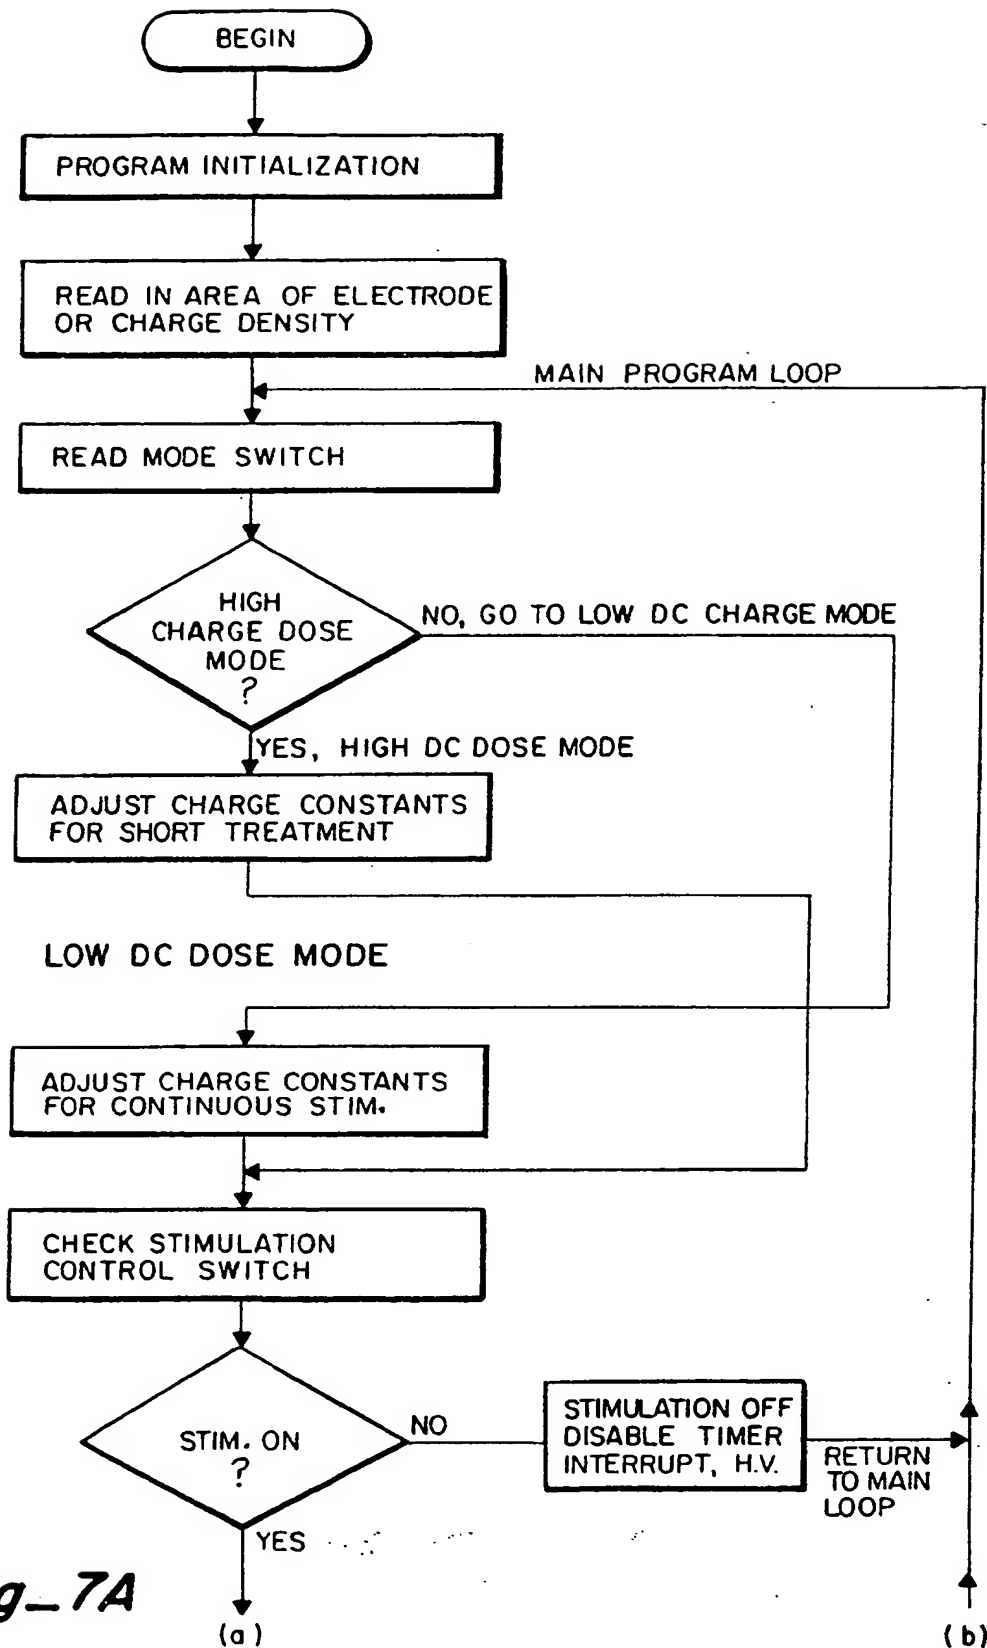 BEGIN
PROGRAM INITIALIZATION
READ IN AREA OF ELECTRODE
OR CHARGE DENSITY
MAIN PROGRAM LOOP
READ MODE SWITCH
HIGH
CHARGE DOSE
MODE
?
NO, GO TO LOW DC CHARGE MODE
YES, HIGH DC DOSE MODE
ADJUST CHARGE CONSTANTS
FOR SHORT TREATMENT
LOW DC DOSE MODE
ADJUST CHARGE CONSTANTS
FOR CONTINUOUS STIM.
CHECK STIMULATION
CONTROL SWITCH
STIM. ON
?
NO
STIMULATION OFF
DISABLE TIMER
INTERRUPT, H.V.
RETURN
TO MAIN
LOOP
YES
g_7A
(a)
(b)